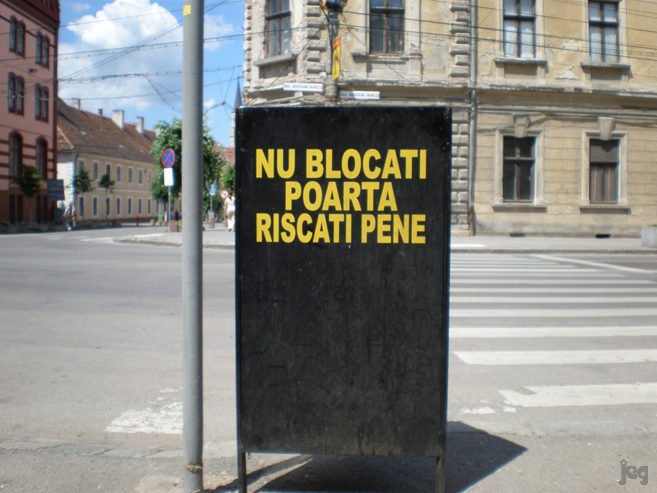 NU BLOCATI
POARTA
RISCATI PENE
jeg